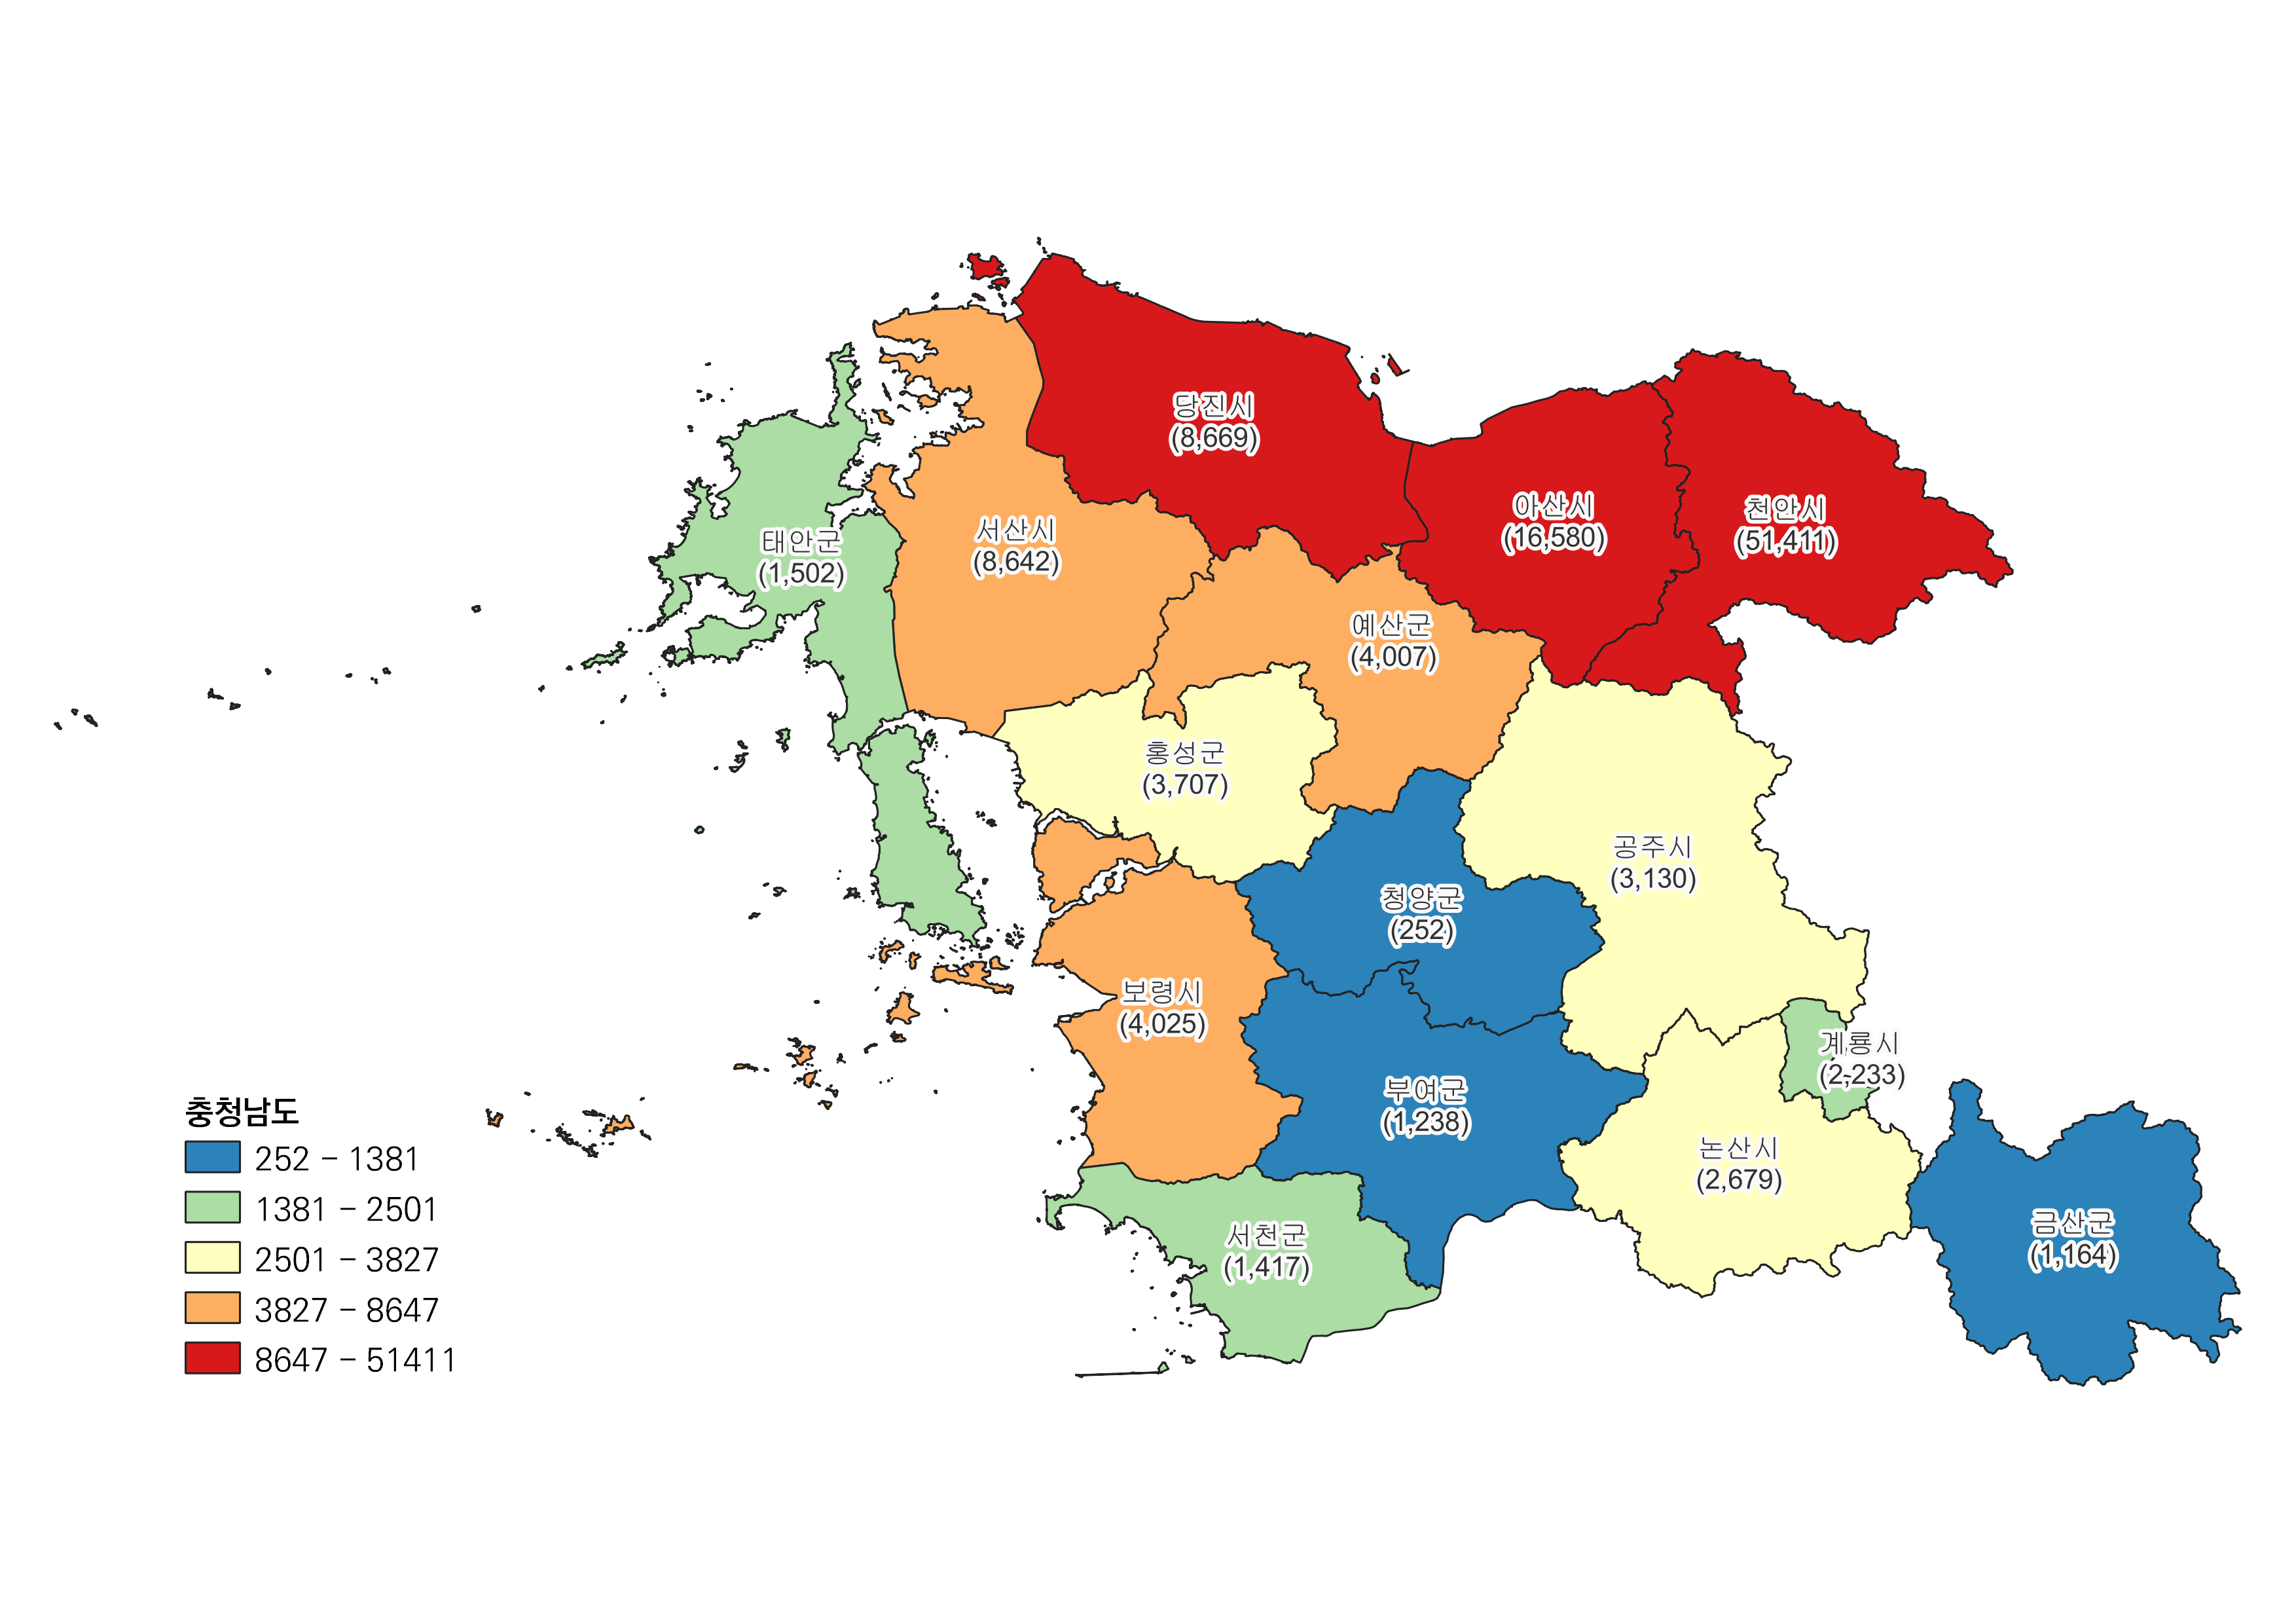 당진시
(8,669)
아산시
(16,580)
천안시
(51,411)
서산시
(8,642)
태안군
(1,502)
예산군
(4,007)
홍성군
(3,707)
공주시
(3,130)
청양군
(252)
보령시
(4,025)
계룡시
(2,233)
부여군
(1,238)
논산시
(2,679)
금산군
(1,164)
서천군
(1,417)
충청남도
252 - 1381
1381 - 2501
2501 - 3827
3827 - 8647
8647 - 51411